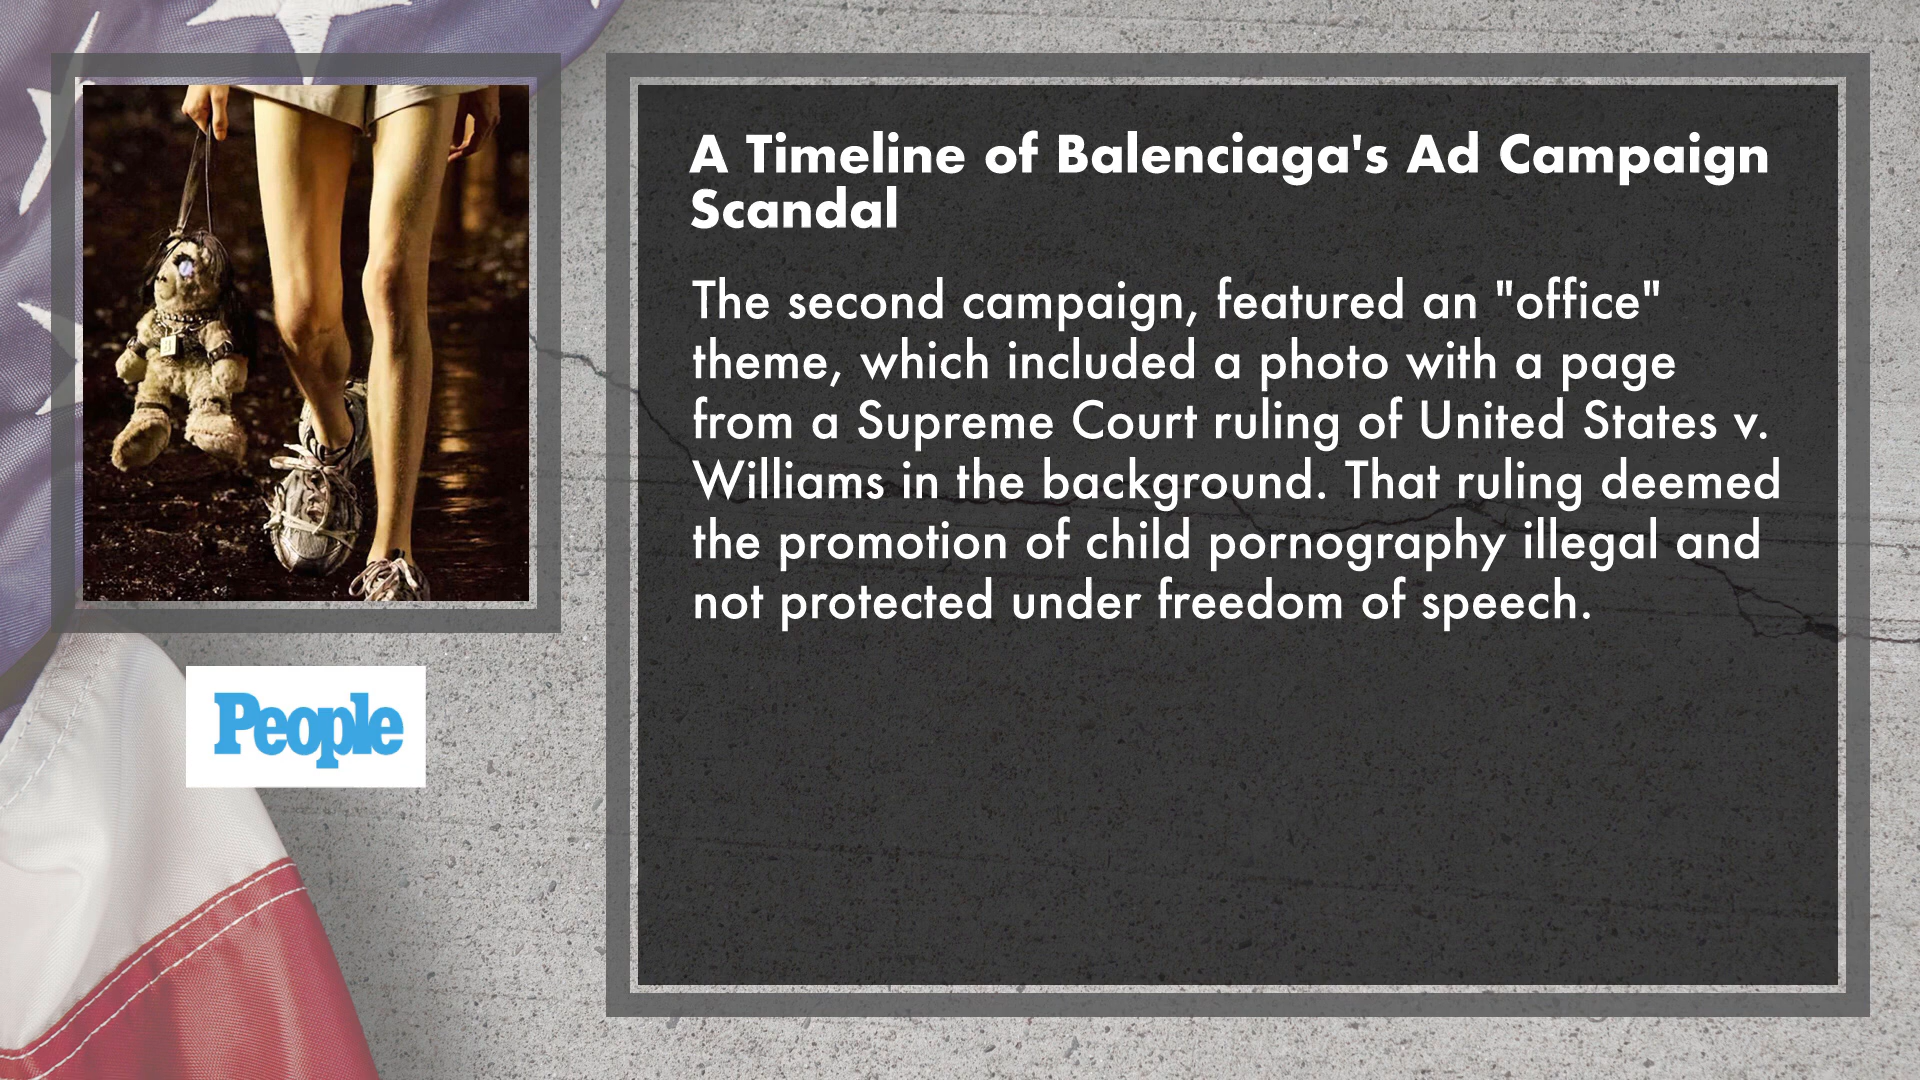 A Timeline of Balenciaga's Ad Campaign
Scandal
The second campaign, featured an "office"
theme, which included a photo with a page
from a Supreme Court ruling of United States v.
Williams in the background. That ruling deemed
the promotion of child pornography illegal and
not protected under freedom of speech.
People